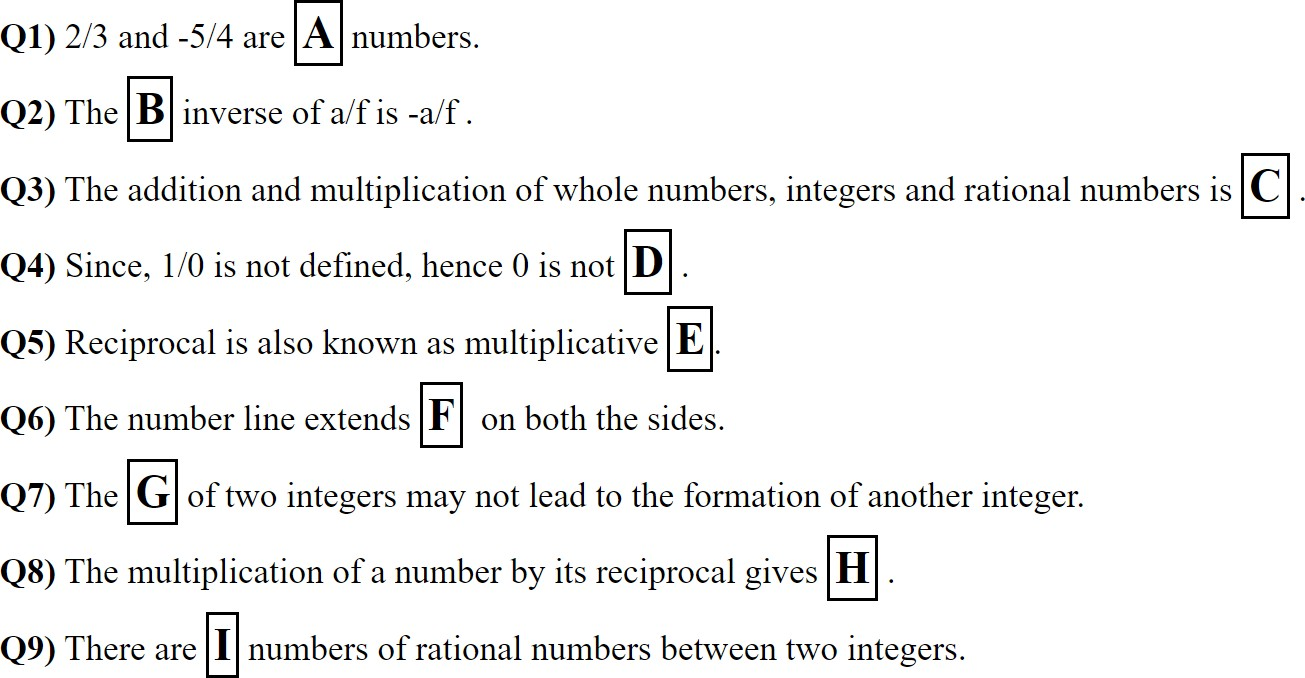 Q1) 2/3 and -5/4 are A numbers.
Q2) The B inverse of a/f is -a/f .
Q3) The addition and multiplication of whole numbers, integers and rational numbers is C .
Q4) Since, 1/0 is not defined, hence 0 is not D .
Q5) Reciprocal is also known as multiplicative E.
Q6) The number line extends F on both the sides.
Q7) The G of two integers may not lead to the formation of another integer.
Q8) The multiplication of a number by its reciprocal gives H .
Q9) There are I numbers of rational numbers between two integers.